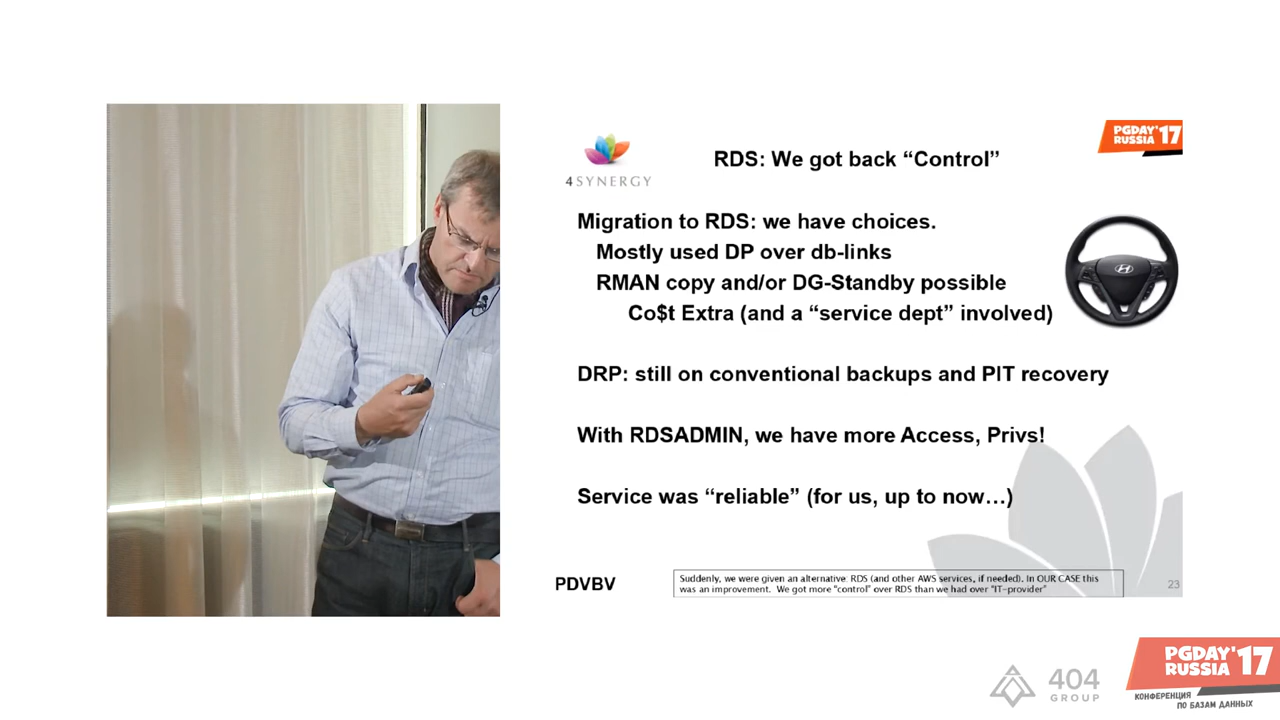 PGDAY'17
RUSSIA
4SYNERGY
RDS: We got back “Control”
Migration to RDS: we have choices.
Mostly used DP over db-links
RMAN copy and/or DG-Standby possible
Co$t Extra (and a “service dept” involved)
DRP: still on conventional backups and PIT recovery
With RDSADMIN, we have more Access, Privs!
Service was “reliable” (for us, up to now…)
PDVBV
Suddenly, we were given an alternative: RDS (and other AWS services, if needed). In OUR CASE this
was an improvement. We got more “control” over RDS than we had over “IT-provider”
23
404
GROUP
PGDAY'17
RUSSIA
КОНФЕРЕНЦИЯ
ПО БАЗАМ ДАННЫХ